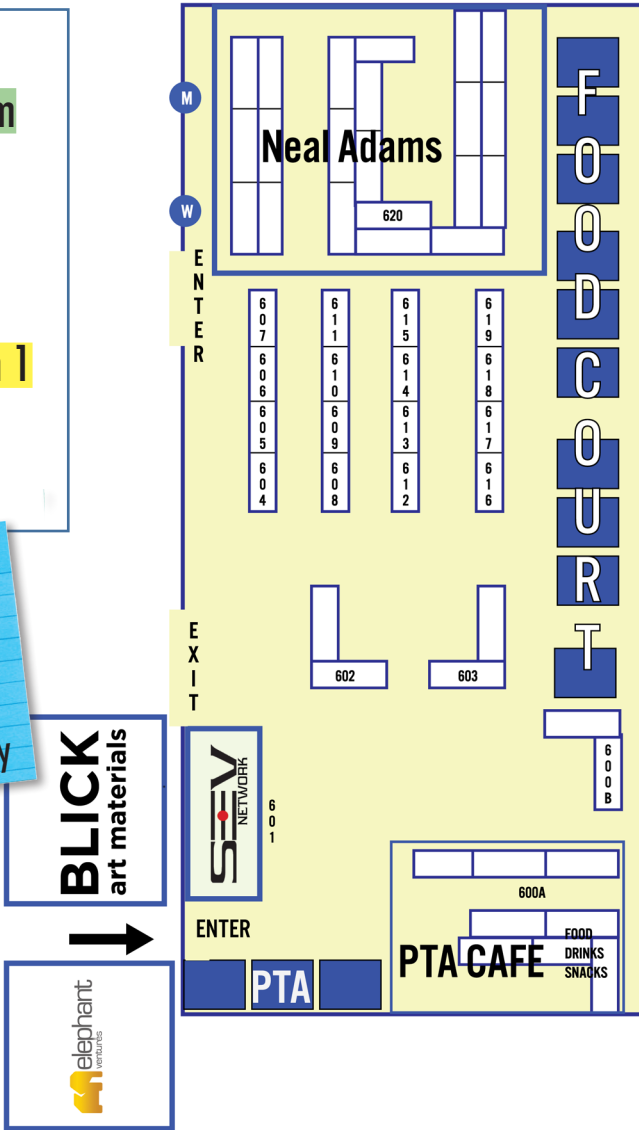 m
1
y
M
W
ENTER
Neal Adams
620
607
606
605
604
611
610
609
608
615
614
613
612
619
618
617
616
FOOD COURT
EXIT
602
603
600B
BLICK
art materials
SEV
NETWORK
601
ENTER
600A
PTA
PTA CAFE
FOOD
DRINKS
SNACKS
elephant
ventures